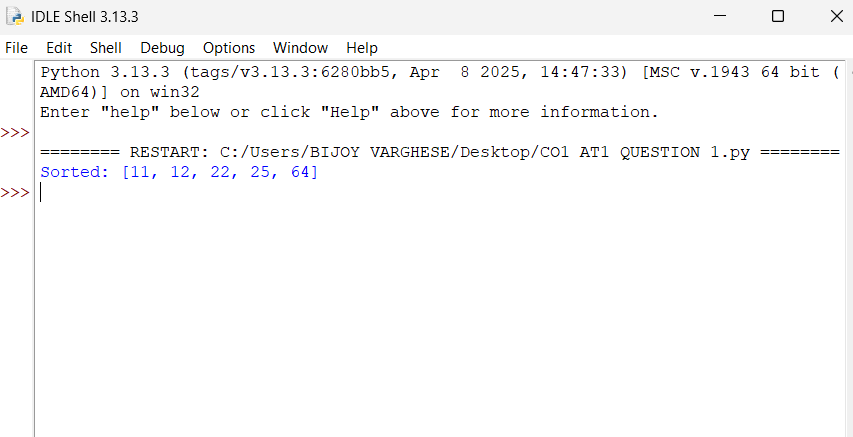 IDLE Shell 3.13.3
File Edit Shell Debug Options Window Help
Python 3.13.3 (tags/v3.13.3:6280bb5, Apr  8 2025, 14:47:33) [MSC v.1943 64 bit (
AMD64)] on win32
Enter "help" below or click "Help" above for more information.
>>>
======== RESTART: C:/Users/BIJOY VARGHESE/Desktop/CO1 AT1 QUESTION 1.py ========
Sorted: [11, 12, 22, 25, 64]
>>>